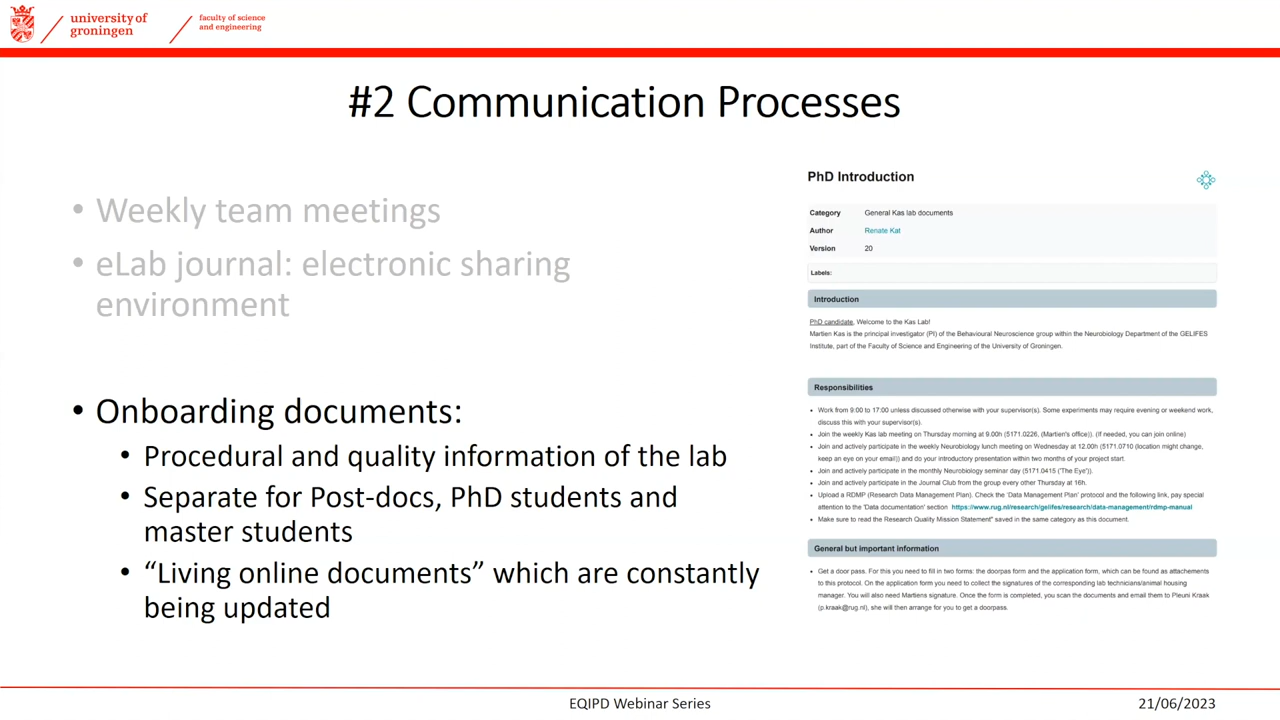 university of
groningen
faculty of science
and engineering
#2 Communication Processes
• Weekly team meetings
• eLab journal: electronic sharing
environment
• Onboarding documents:
• Procedural and quality information of the lab
• Separate for Post-docs, PhD students and
master students
• “Living online documents” which are constantly
being updated
PhD Introduction
Category General Kas lab documents
Author Renate Kat
Version 20
Labels:
Introduction
PhD candidate, Welcome to the Kas Lab!
Martien Kas is the principal investigator (PI) of the Behavioural Neuroscience group within the Neurobiology Department of the GELIFES
Institute, part of the Faculty of Science and Engineering of the University of Groningen.
Responsibilities
• Work from 9:00 to 17:00 unless discussed otherwise with your supervisor(s). Some experiments may require evening or weekend work,
discuss this with your supervisor(s).
• Join the weekly Kas lab meeting on Thursday morning at 9.00h (5171.0226, (Martien's office)). (If needed, you can join online)
• Join and actively participate in the weekly Neurobiology lunch meeting on Wednesday at 12.00h (5171.0710 (location might change,
keep an eye on your email)) and do your introductory presentation within two months of your project start.
• Join and actively participate in the monthly Neurobiology seminar day (5171.0415 ('The Eye')).
• Join and actively participate in the Journal Club from the group every other Thursday at 16h.
• Upload a RDMP (Research Data Management Plan). Check the 'Data Management Plan' protocol and the following link, pay special
attention to the 'Data documentation' section https://www.rug.nl/research/gelifes/research/data-management/rdmp-manual
• Make sure to read the Research Quality Mission Statement" saved in the same category as this document.
General but important information
• Get a door pass. For this you need to fill in two forms: the doorpas form and the application form, which can be found as attachements
to this protocol. On the application form you need to collect the signatures of the corresponding lab technicians/animal housing
manager. You will also need Martiens signature. Once the form is completed, you scan the documents and email them to Pleuni Kraak
(p.kraak@rug.nl), she will then arrange for you to get a doorpass.
EQIPD Webinar Series
21/06/2023